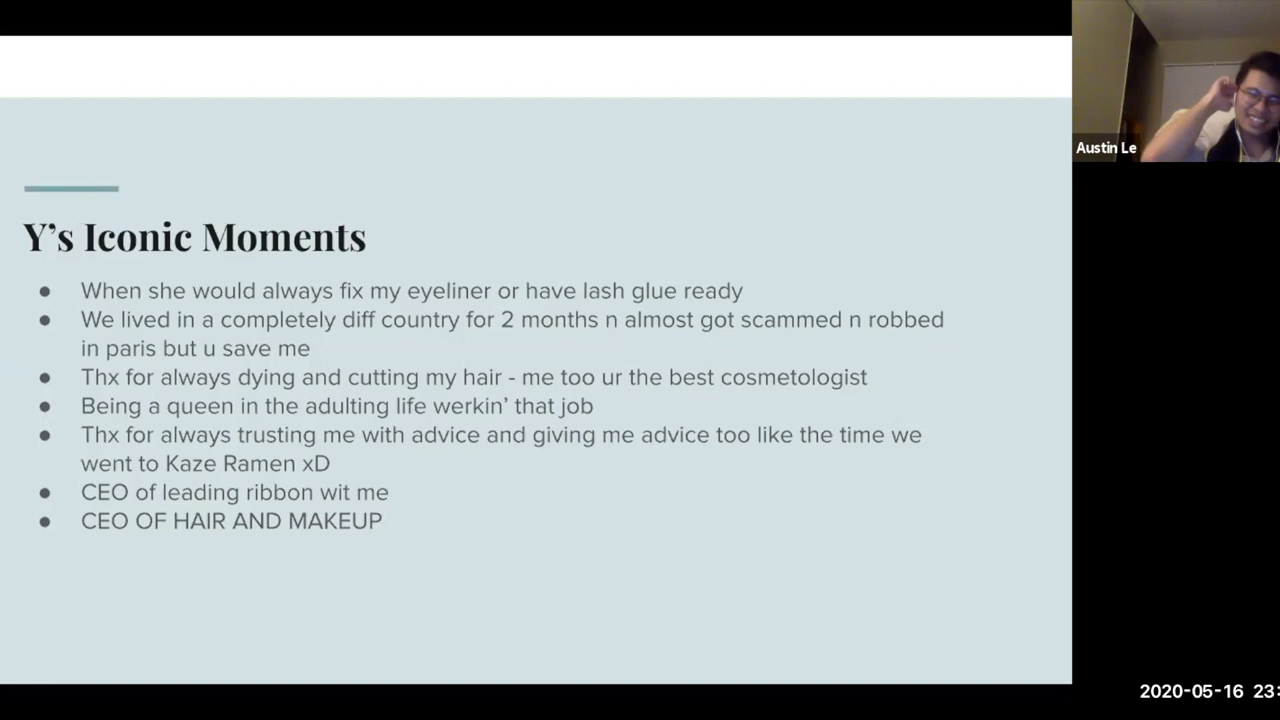 Austin Le
Y’s Iconic Moments
● When she would always fix my eyeliner or have lash glue ready
● We lived in a completely diff country for 2 months n almost got scammed n robbed
in paris but u save me
● Thx for always dying and cutting my hair - me too ur the best cosmetologist
● Being a queen in the adulting life werkin’ that job
● Thx for always trusting me with advice and giving me advice too like the time we
went to Kaze Ramen xD
● CEO of leading ribbon wit me
● CEO OF HAIR AND MAKEUP
2020-05-16 23: